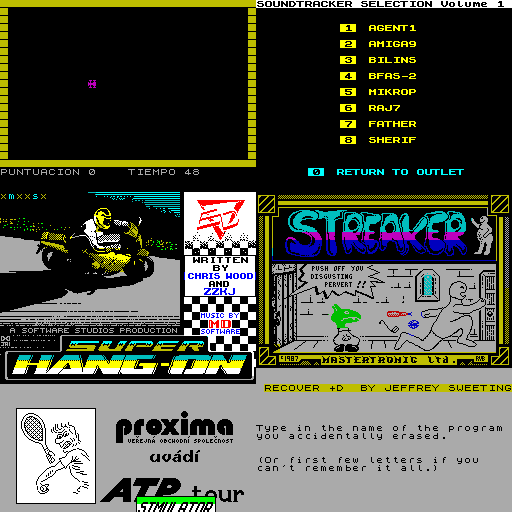 SOUNDTRACKER SELECTION Volume 1
1 AGENT1
2 AMIGA9
3 BILINS
4 BFAS-2
5 MIKROP
6 RAJ7
7 FATHER
8 SHERIF
0 RETURN TO OUTLET
PUNTUACION 0 TIEMPO 48
xmxxsx
WRITTEN
BY
CHRIS WOOD
AND
ZZKJ
MUSIC BY
MD
SOFTWARE
A SOFTWARE STUDIOS PRODUCTION
SUPER
HANG-ON
STREAKER
PUSH OFF YOU
DISGUSTING
PERVERT !!
©1987 MASTERTRONIC Ltd. RVB
RECOVER +D BY JEFFREY SWEETING
Type in the name of the program
you accidentally erased.
(Or first few letters if you
can't remember it all.)
proxima
VEŘEJNÁ OBCHODNÍ SPOLEČNOST
uvádí
ATP tour
SIMULATOR